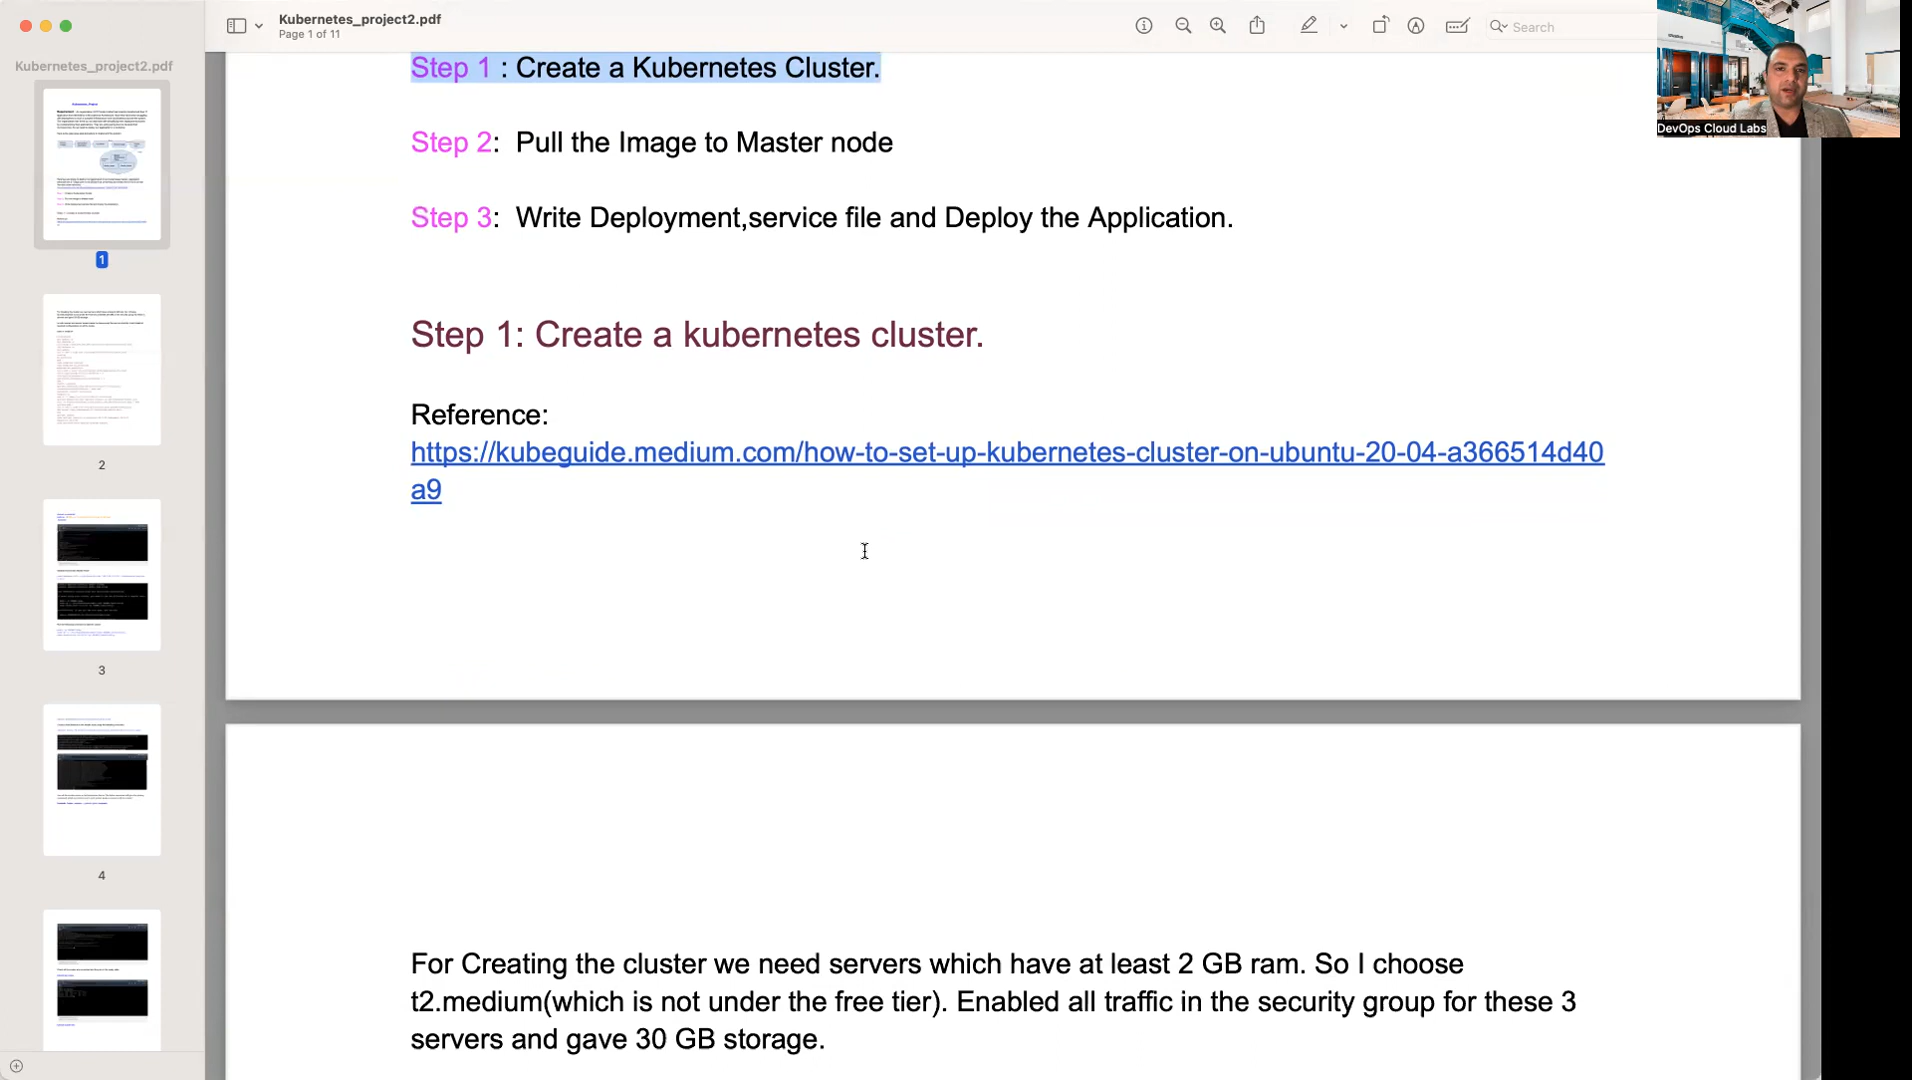 Kubernetes_project2.pdf
Page 1 of 11
Search
DevOps Cloud Labs
Kubernetes_project2.pdf
1
2
3
4
Step 1 : Create a Kubernetes Cluster.
Step 2: Pull the Image to Master node
Step 3: Write Deployment,service file and Deploy the Application.
Step 1: Create a kubernetes cluster.
Reference:
https://kubeguide.medium.com/how-to-set-up-kubernetes-cluster-on-ubuntu-20-04-a366514d40
a9
For Creating the cluster we need servers which have at least 2 GB ram. So I choose
t2.medium(which is not under the free tier). Enabled all traffic in the security group for these 3
servers and gave 30 GB storage.